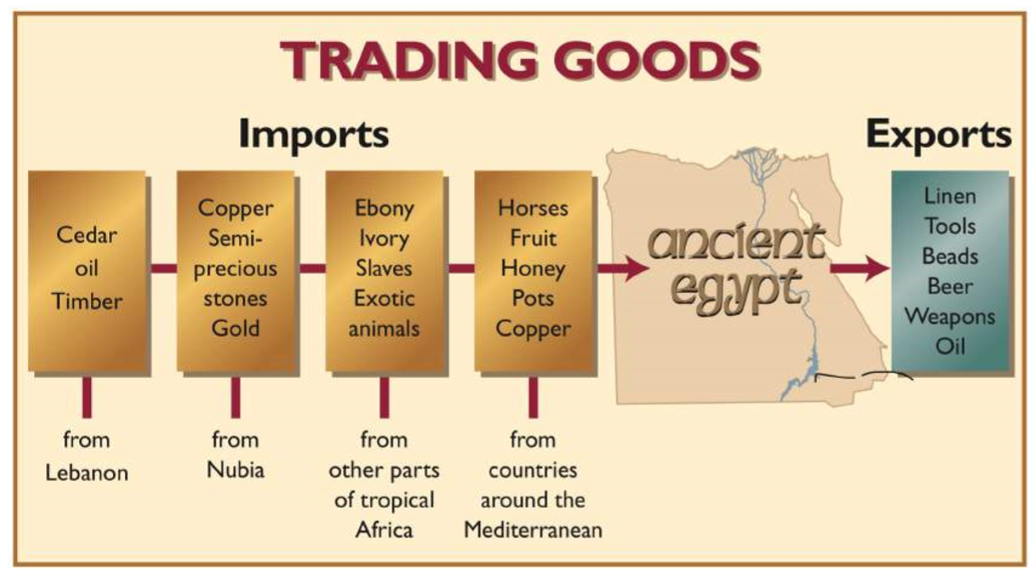 TRADING GOODS
Imports
Exports
Cedar
oil
Timber
Copper
Semi-
precious
stones
Gold
Ebony
Ivory
Slaves
Exotic
animals
Horses
Fruit
Honey
Pots
Copper
ancient
egypt
Linen
Tools
Beads
Beer
Weapons
Oil
from
Lebanon
from
Nubia
from
other parts
of tropical
Africa
from
countries
around the
Mediterranean